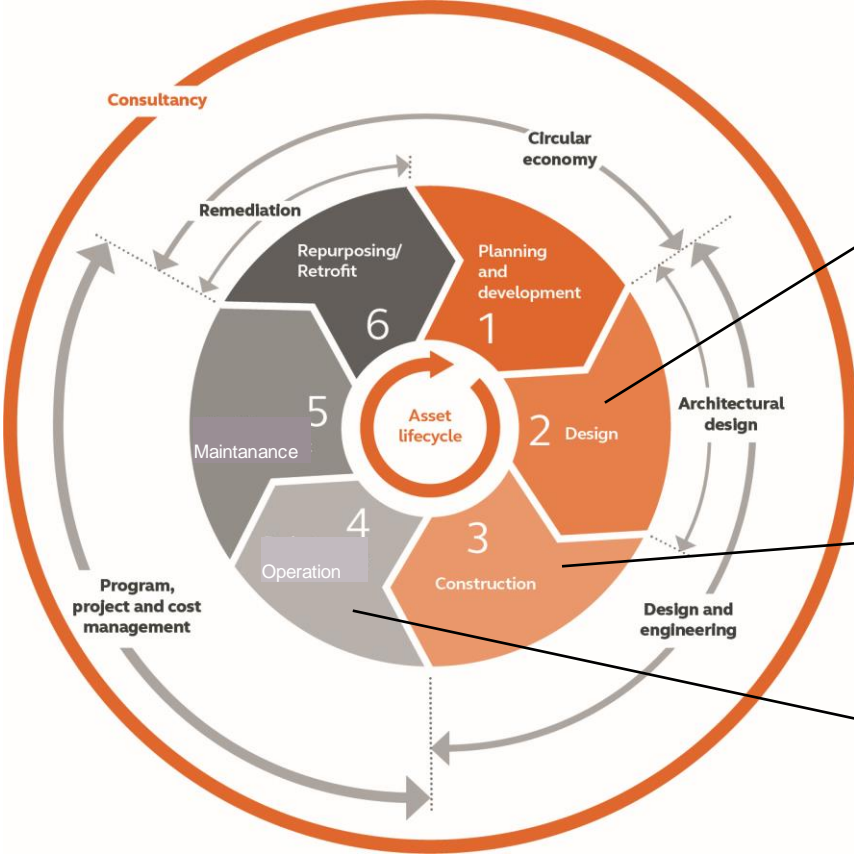 Consultancy
Circular
economy
Remediation
Repurposing/
Retrofit
6
Planning
and
development
1
Asset
lifecycle
2 Design
Architectural
design
5
Maintanance
4
Operation
3
Construction
Program,
project and cost
management
Design and
engineering